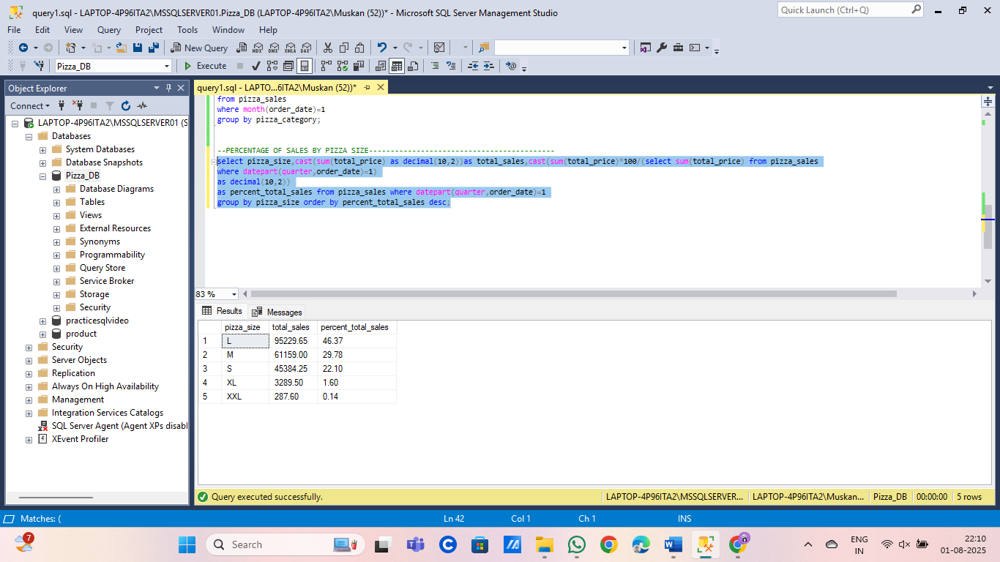 query1.sql - LAPTOP-4P96ITA2\MSSQLSERVER01.Pizza_DB (LAPTOP-4P96ITA2\Muskan (52))* - Microsoft SQL Server Management Studio
Quick Launch (Ctrl+Q)
File Edit View Query Project Tools Window Help
New Query MDX DMX XMLA DAX
Pizza_DB Execute
Object Explorer
query1.sql - LAPTO...6ITA2\Muskan (52))*
Connect
LAPTOP-4P96ITA2\MSSQLSERVER01 (S
Databases
System Databases
Database Snapshots
Pizza_DB
Database Diagrams
Tables
Views
External Resources
Synonyms
Programmability
Query Store
Service Broker
Storage
Security
practicesqlvideo
product
Security
Server Objects
Replication
Always On High Availability
Management
Integration Services Catalogs
SQL Server Agent (Agent XPs disabl
XEvent Profiler
from pizza_sales
where month(order_date)=1
group by pizza_category;
--PERCENTAGE OF SALES BY PIZZA SIZE-------------------------------------------
select pizza_size,cast(sum(total_price) as decimal(10,2))as total_sales,cast(sum(total_price)*100/(select sum(total_price) from pizza_sales
where datepart(quarter,order_date)=1)
as decimal(10,2))
as percent_total_sales from pizza_sales where datepart(quarter,order_date)=1
group by pizza_size order by percent_total_sales desc;
83 %
Results Messages
pizza_size total_sales percent_total_sales
1 L 95229.65 46.37
2 M 61159.00 29.78
3 S 45384.25 22.10
4 XL 3289.50 1.60
5 XXL 287.60 0.14
Query executed successfully. LAPTOP-4P96ITA2\MSSQLSERVER... LAPTOP-4P96ITA2\Muskan... Pizza_DB 00:00:00 5 rows
Matches: ( Ln 42 Col 1 Ch 1 INS
7
Search
ENG
IN
22:10
01-08-2025